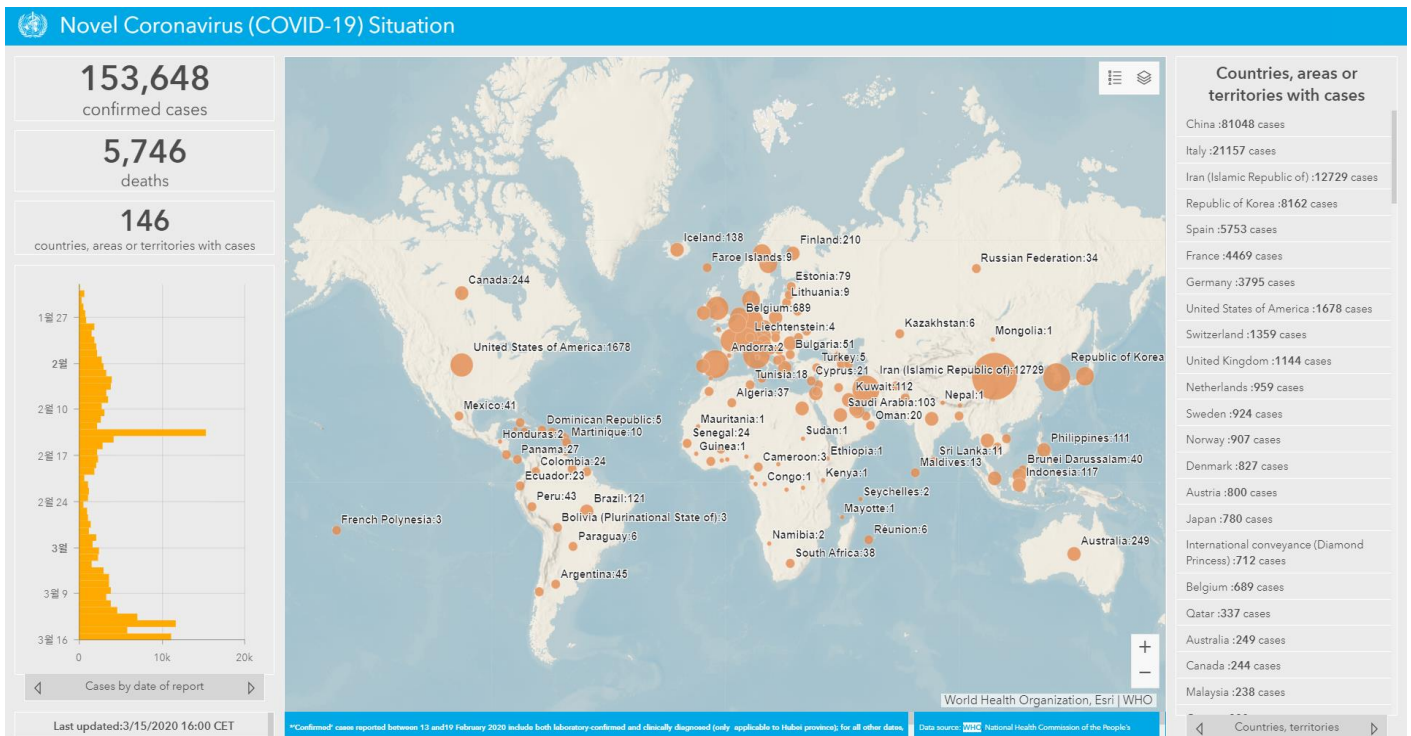 Novel Coronavirus (COVID-19) Situation
153,648
confirmed cases
5,746
deaths
146
countries, areas or territories with cases
1월 27
2월
2월 10
2월 17
2월 24
3월
3월 9
3월 16
0 10k 20k
Cases by date of report
Last updated:3/15/2020 16:00 CET
Iceland:138
Finland:210
Faroe Islands:9
Russian Federation:34
Canada:244
Estonia:79
Lithuania:9
Belgium:689
Liechtenstein:4
Kazakhstan:6
Mongolia:1
United States of America:1678
Andorra:2
Bulgaria:51
Turkey:5
Republic of Korea
Tunisia:18
Cyprus:21
Iran (Islamic Republic of):12729
Algeria:37
Kuwait:112
Nepal:1
Mexico:41
Saudi Arabia:103
Oman:20
Dominican Republic:5
Mauritania:1
Honduras:2
Martinique:10
Senegal:24
Sudan:1
Philippines:111
Panama:27
Guinea:1
Ethiopia:1
Sri Lanka:11
Colombia:24
Cameroon:3
Maldives:13
Brunei Darussalam:40
Ecuador:23
Congo:1
Kenya:1
Indonesia:117
Peru:43
Brazil:121
Seychelles:2
French Polynesia:3
Bolivia (Plurinational State of):3
Mayotte:1
Paraguay:6
Namibia:2
Réunion:6
South Africa:38
Australia:249
Argentina:45
+
−
World Health Organization, Esri | WHO
*'Confirmed' cases reported between 13 and19 February 2020 include both laboratory-confirmed and clinically diagnosed (only applicable to Hubei province); for all other dates,
Data source: WHO National Health Commission of the People's
Countries, areas or
territories with cases
China :81048 cases
Italy :21157 cases
Iran (Islamic Republic of) :12729 cases
Republic of Korea :8162 cases
Spain :5753 cases
France :4469 cases
Germany :3795 cases
United States of America :1678 cases
Switzerland :1359 cases
United Kingdom :1144 cases
Netherlands :959 cases
Sweden :924 cases
Norway :907 cases
Denmark :827 cases
Austria :800 cases
Japan :780 cases
International conveyance (Diamond
Princess) :712 cases
Belgium :689 cases
Qatar :337 cases
Australia :249 cases
Canada :244 cases
Malaysia :238 cases
Countries, territories